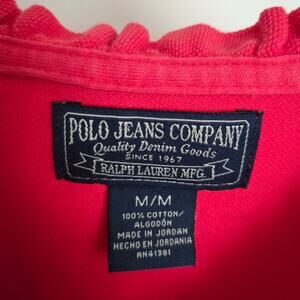 POLO JEANS COMPANY
Quality Denim Goods
SINCE 1967
RALPH LAUREN MFG.
M/M
100% COTTON/
ALGODÓN
MADE IN JORDAN
HECHO EN JORDANIA
RN41381